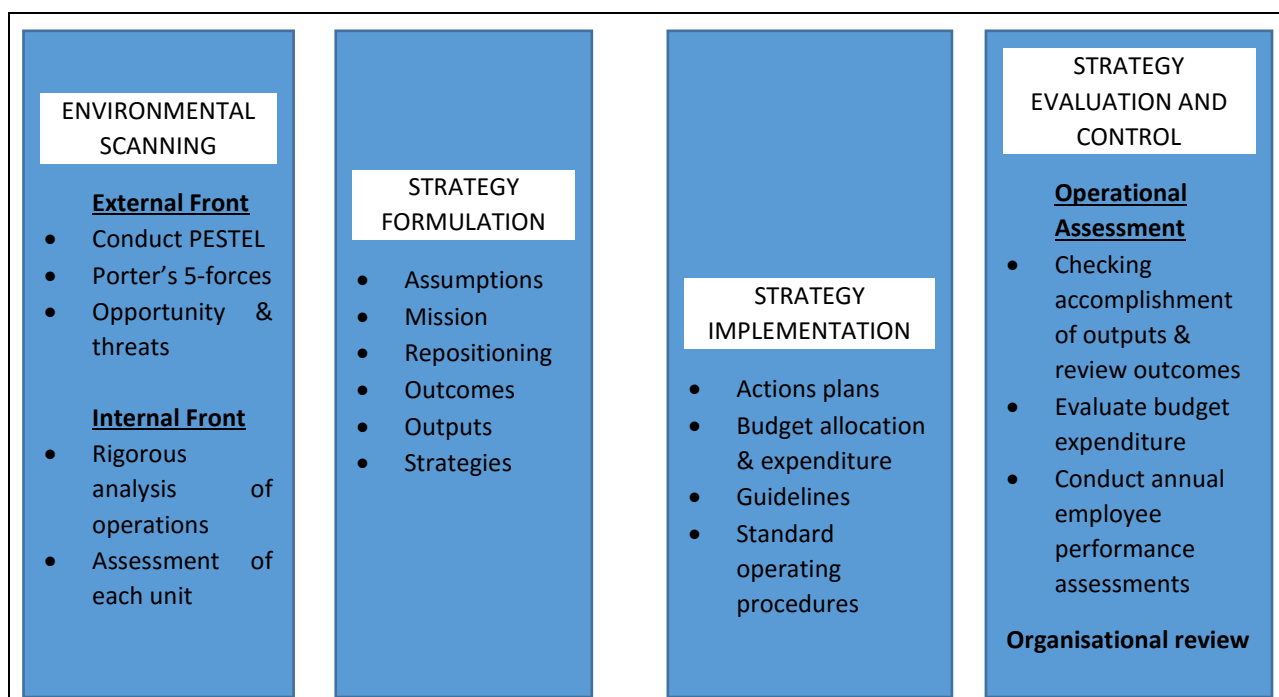 ENVIRONMENTAL
SCANNING
External Front
• Conduct PESTEL
• Porter’s 5-forces
• Opportunity &
threats
Internal Front
• Rigorous
analysis of
operations
• Assessment of
each unit
STRATEGY
FORMULATION
• Assumptions
• Mission
• Repositioning
• Outcomes
• Outputs
• Strategies
STRATEGY
IMPLEMENTATION
• Actions plans
• Budget allocation
& expenditure
• Guidelines
• Standard
operating
procedures
STRATEGY
EVALUATION AND
CONTROL
Operational
Assessment
• Checking
accomplishment
of outputs &
review outcomes
• Evaluate budget
expenditure
• Conduct annual
employee
performance
assessments
Organisational review